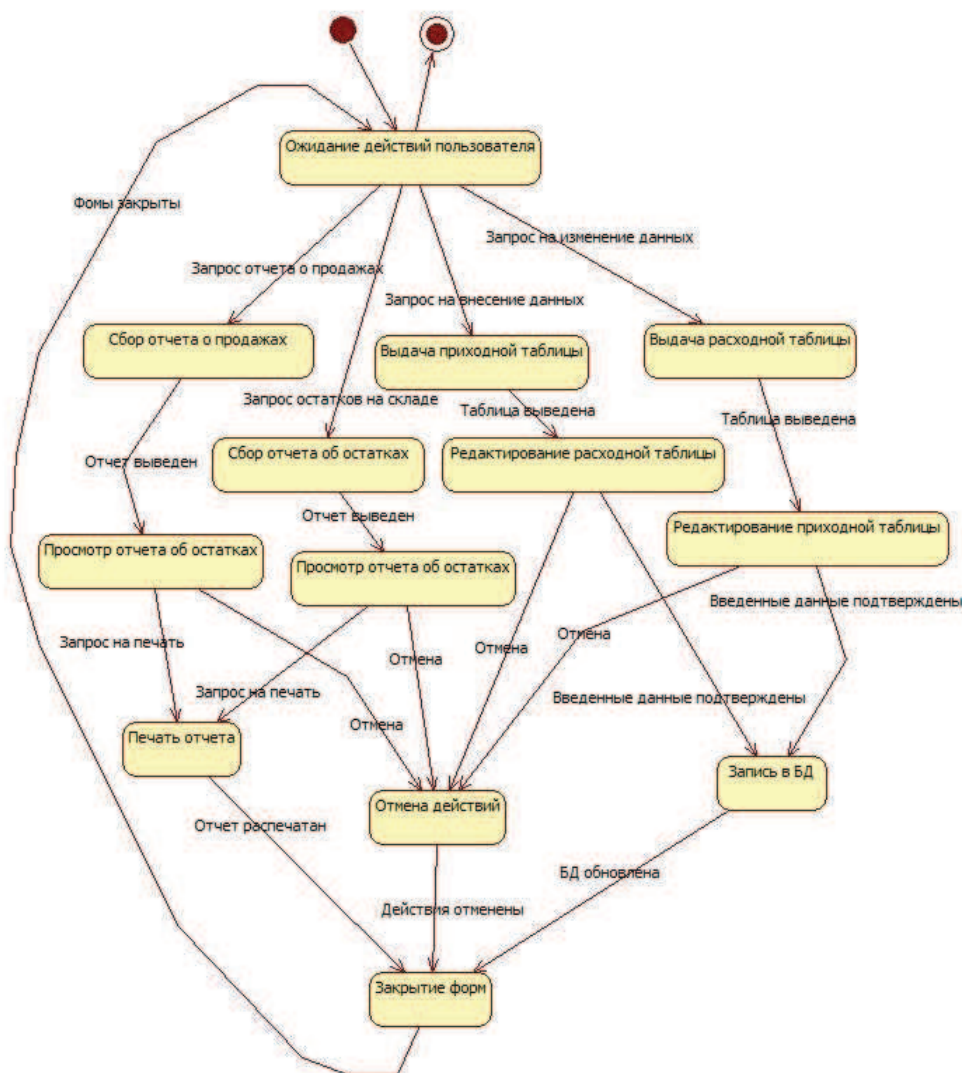 Ожидание действий пользователя
Фомы закрыты
Запрос на изменение данных
Запрос отчета о продажах
Запрос на внесение данных
Сбор отчета о продажах
Выдача приходной таблицы
Выдача расходной таблицы
Запрос остатков на складе
Таблица выведена
Таблица выведена
Сбор отчета об остатках
Редактирование расходной таблицы
Отчет выведен
Отчет выведен
Редактирование приходной таблицы
Просмотр отчета об остатках
Просмотр отчета об остатках
Введенные данные подтверждены
Запрос на печать
Отмена
Отмена
Отмена
Запрос на печать
Введенные данные подтверждены
Отмена
Печать отчета
Запись в БД
Отмена действий
Отчет распечатан
БД обновлена
Действия отменены
Закрытие форм